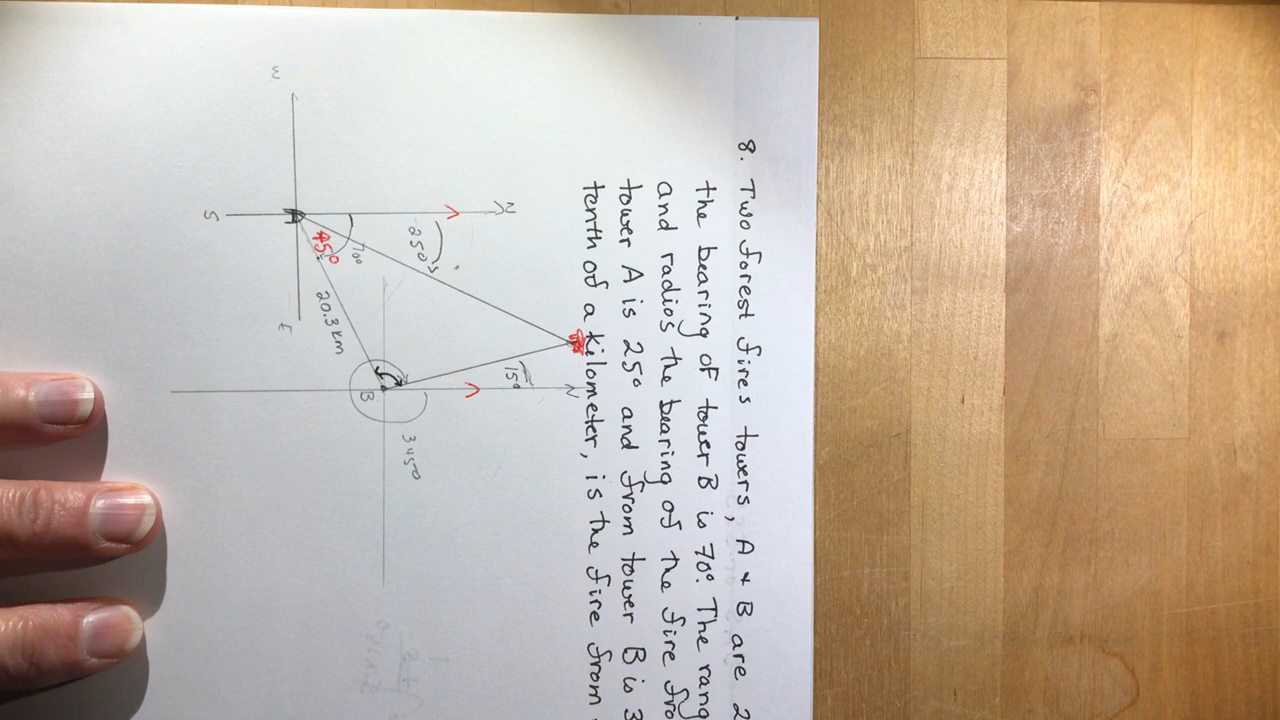 8. Two forest fires towers, A & B are 2
the bearing of tower B is 70°. The rang
and radios the bearing of the fire fro
tower A is 25° and from tower B is 3
tenth of a kilometer, is the fire from
N
N
15°
25°
70°
45°
A
S
W
E
20.3 km
B
345°